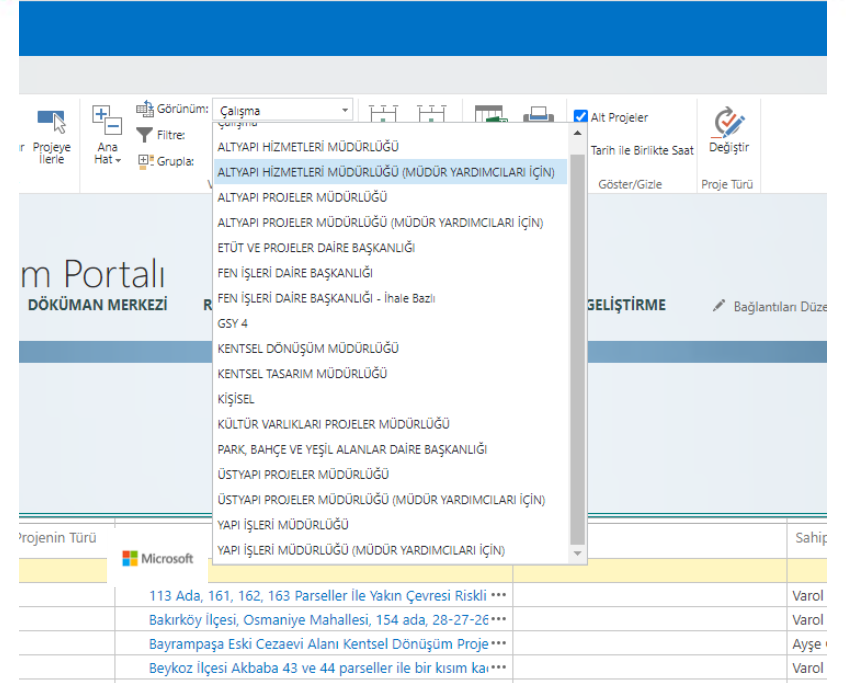 Görünüm:
Çalışma
Filtre:
Grupla:
Projeye
İlerle
Ana
Hat
Alt Projeler
Tarih ile Birlikte Saat
Göster/Gizle
Değiştir
Proje Türü
ALTYAPI HİZMETLERİ MÜDÜRLÜĞÜ
ALTYAPI HİZMETLERİ MÜDÜRLÜĞÜ (MÜDÜR YARDIMCILARI İÇİN)
ALTYAPI PROJELER MÜDÜRLÜĞÜ
ALTYAPI PROJELER MÜDÜRLÜĞÜ (MÜDÜR YARDIMCILARI İÇİN)
ETÜT VE PROJELER DAİRE BAŞKANLIĞI
FEN İŞLERİ DAİRE BAŞKANLIĞI
FEN İŞLERİ DAİRE BAŞKANLIĞI - İhale Bazlı
GSY 4
KENTSEL DÖNÜŞÜM MÜDÜRLÜĞÜ
KENTSEL TASARIM MÜDÜRLÜĞÜ
KİŞİSEL
KÜLTÜR VARLIKLARI PROJELER MÜDÜRLÜĞÜ
PARK, BAHÇE VE YEŞİL ALANLAR DAİRE BAŞKANLIĞI
ÜSTYAPI PROJELER MÜDÜRLÜĞÜ
ÜSTYAPI PROJELER MÜDÜRLÜĞÜ (MÜDÜR YARDIMCILARI İÇİN)
YAPI İŞLERİ MÜDÜRLÜĞÜ
YAPI İŞLERİ MÜDÜRLÜĞÜ (MÜDÜR YARDIMCILARI İÇİN)
m Portalı
DÖKÜMAN MERKEZİ R GELİŞTİRME Bağlantıları Düze
Projenin Türü
Sahip
Microsoft
113 Ada, 161, 162, 163 Parseller İle Yakın Çevresi Riskli ••• Varol
Bakırköy İlçesi, Osmaniye Mahallesi, 154 ada, 28-27-26 ••• Varol
Bayrampaşa Eski Cezaevi Alanı Kentsel Dönüşüm Proje ••• Ayşe
Beykoz İlçesi Akbaba 43 ve 44 parseller ile bir kısım ka ••• Varol